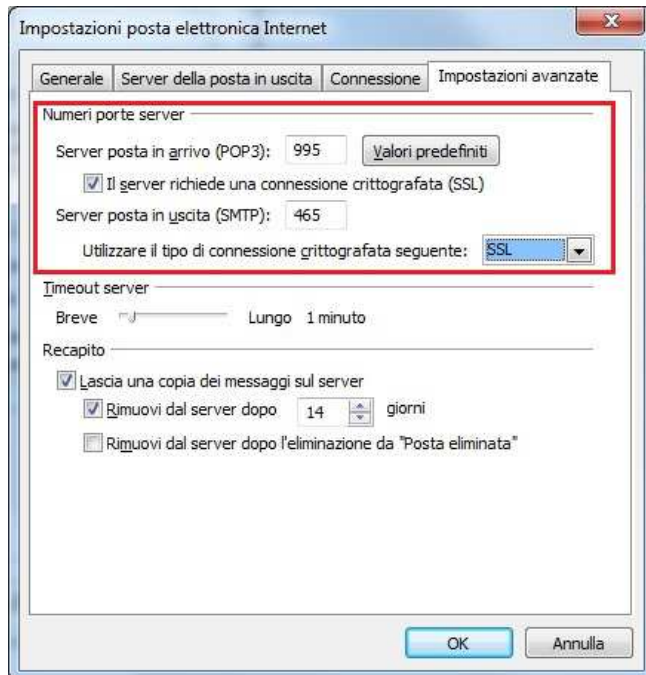 Impostazioni posta elettronica Internet
Generale Server della posta in uscita Connessione Impostazioni avanzate
Numeri porte server
Server posta in arrivo (POP3): 995 Valori predefiniti
Il server richiede una connessione crittografata (SSL)
Server posta in uscita (SMTP): 465
Utilizzare il tipo di connessione crittografata seguente: SSL
Timeout server
Breve Lungo 1 minuto
Recapito
Lascia una copia dei messaggi sul server
Rimuovi dal server dopo 14 giorni
Rimuovi dal server dopo l'eliminazione da "Posta eliminata"
OK Annulla